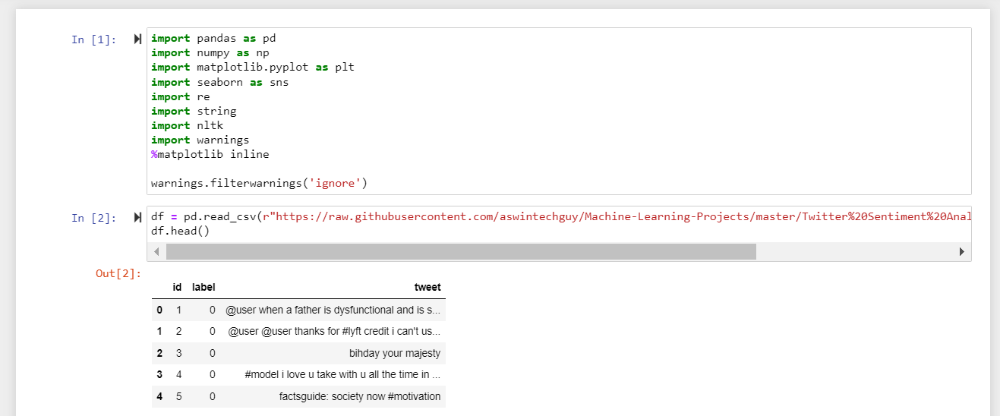 In [1]:
import pandas as pd
import numpy as np
import matplotlib.pyplot as plt
import seaborn as sns
import re
import string
import nltk
import warnings
%matplotlib inline
warnings.filterwarnings('ignore')
In [2]:
df = pd.read_csv(r"https://raw.githubusercontent.com/aswintechguy/Machine-Learning-Projects/master/Twitter%20Sentiment%20Anal
df.head()
Out[2]:
id label tweet
0 1 0 @user when a father is dysfunctional and is s...
1 2 0 @user @user thanks for #lyft credit i can't us...
2 3 0 bihday your majesty
3 4 0 #model i love u take with u all the time in ...
4 5 0 factsguide: society now #motivation